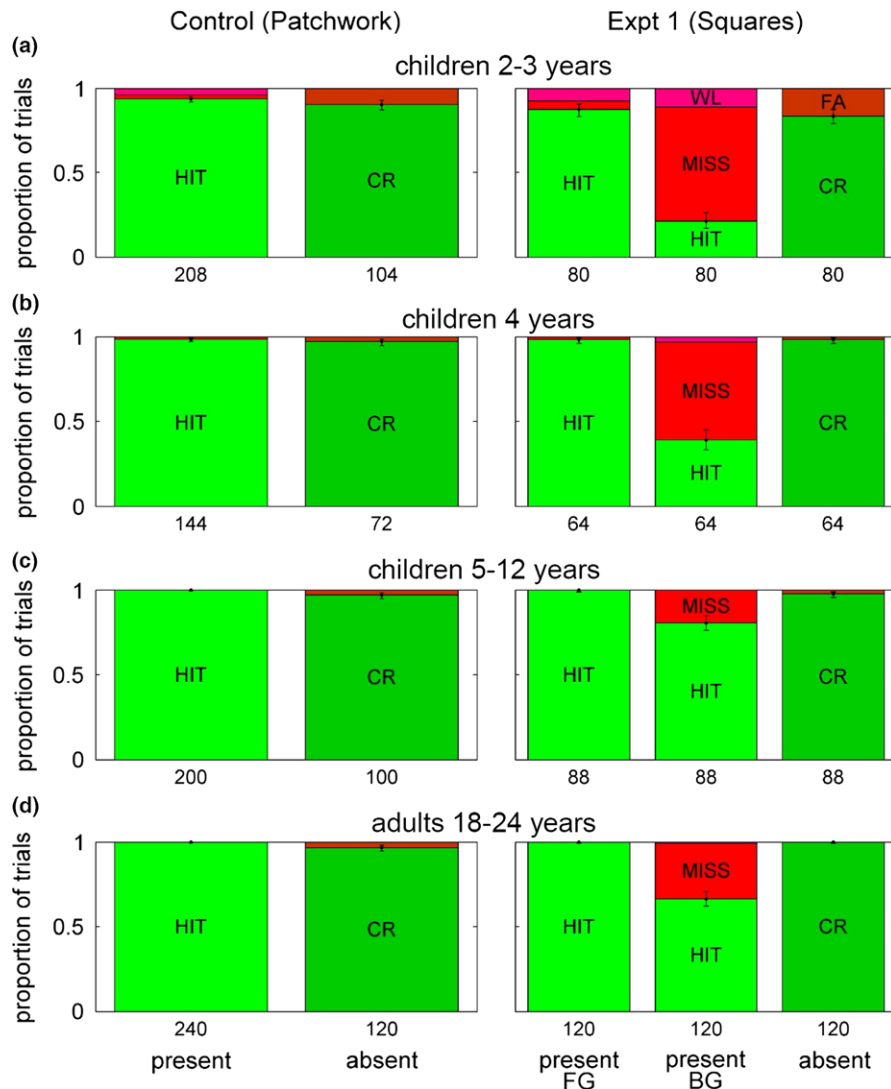 Control (Patchwork) Expt 1 (Squares)
(a) children 2-3 years
proportion of trials
1
0.5
0
HIT CR HIT WL MISS HIT FA CR
208 104 80 80 80
(b) children 4 years
proportion of trials
1
0.5
0
HIT CR HIT MISS HIT CR
144 72 64 64 64
(c) children 5-12 years
proportion of trials
1
0.5
0
HIT CR HIT MISS HIT CR
200 100 88 88 88
(d) adults 18-24 years
proportion of trials
1
0.5
0
HIT CR HIT MISS HIT CR
240 120 120 120 120
present absent present FG present BG absent